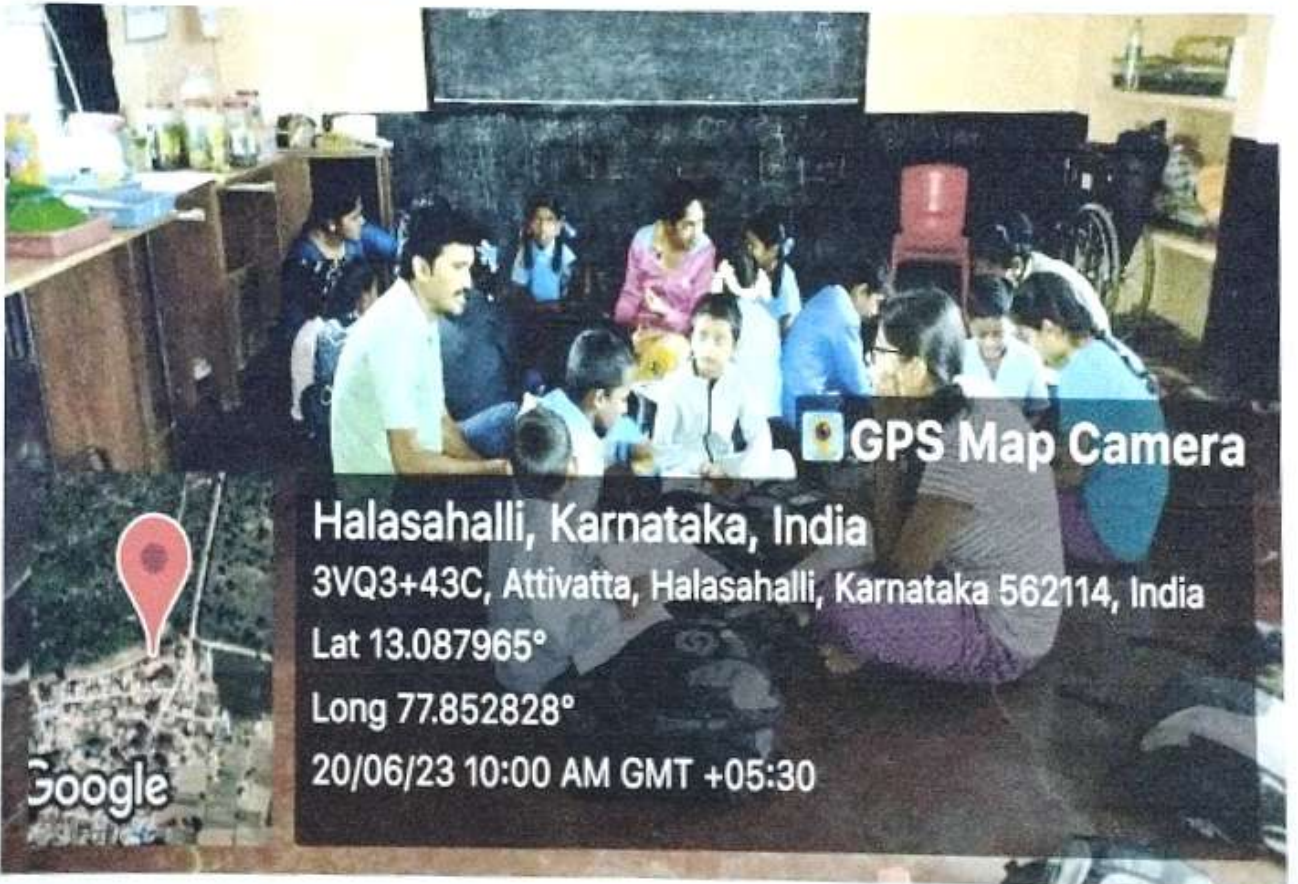 GPS Map Camera
Halasahalli, Karnataka, India
3VQ3+43C, Attivatta, Halasahalli, Karnataka 562114, India
Lat 13.087965°
Long 77.852828°
20/06/23 10:00 AM GMT +05:30
Google